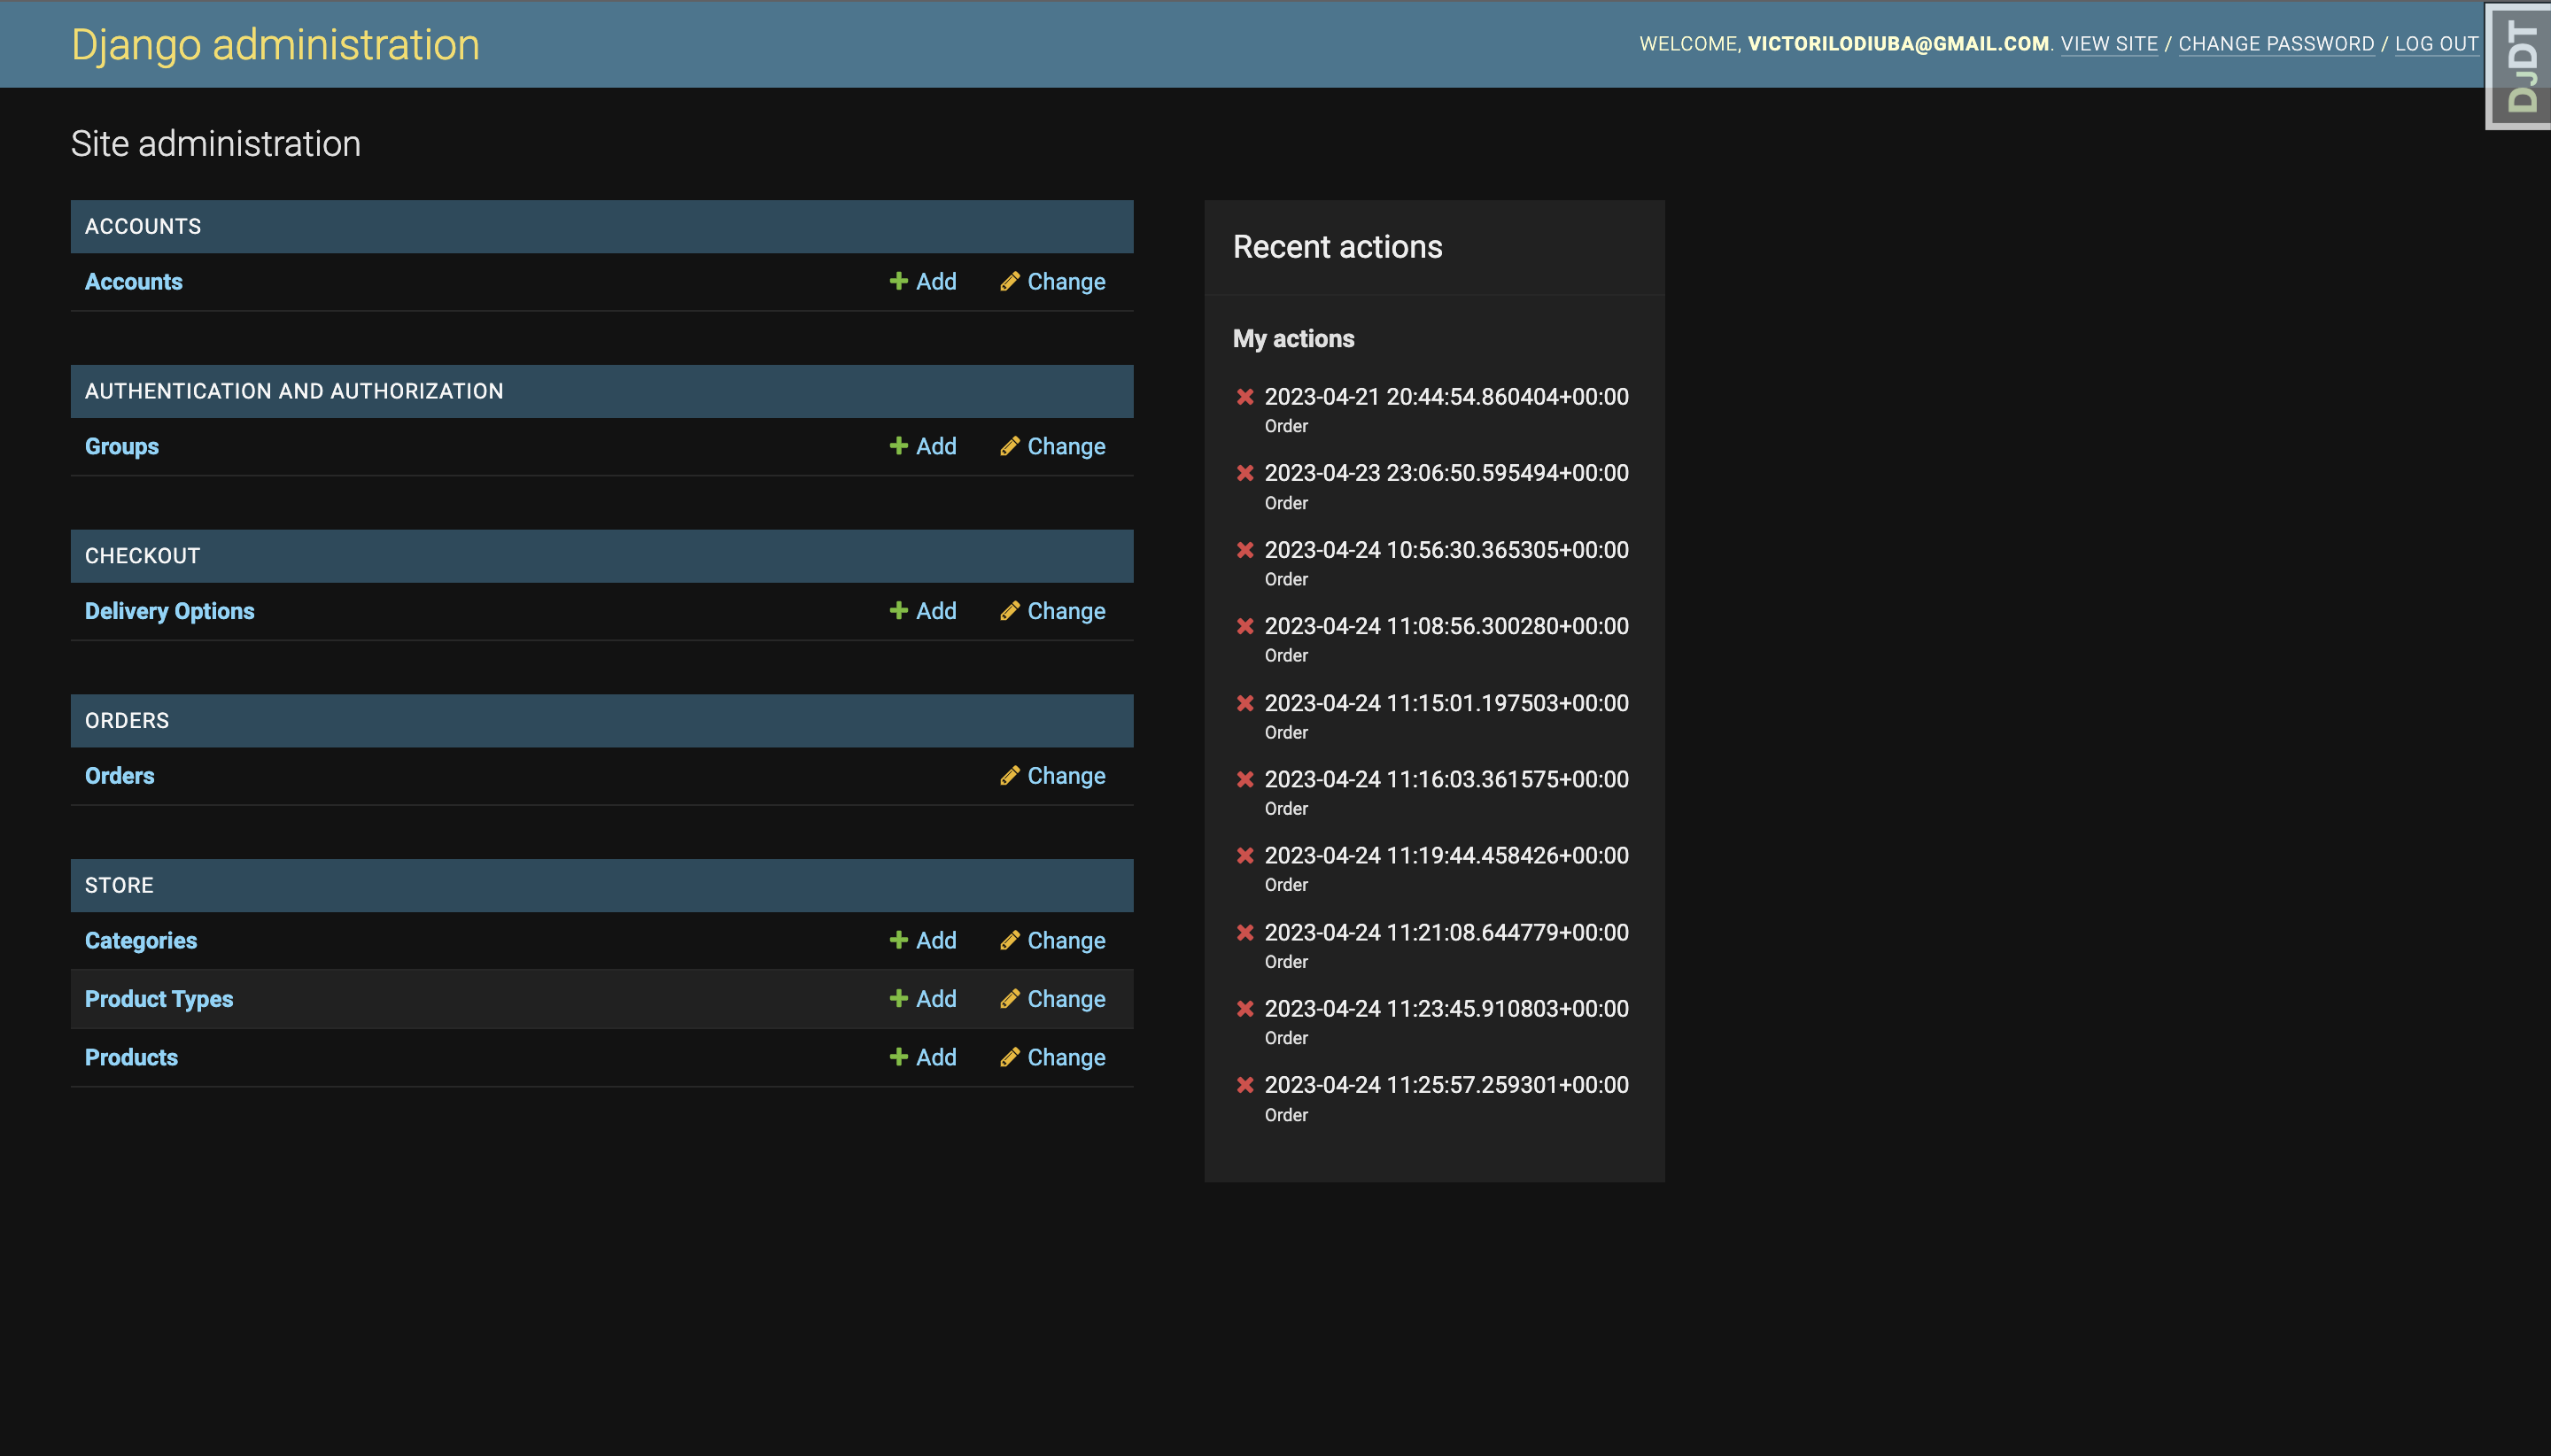 Django administration
WELCOME, VICTORILODIUBA@GMAIL.COM. VIEW SITE / CHANGE PASSWORD / LOG OUT
DJDT
Site administration
ACCOUNTS
Accounts Add Change
AUTHENTICATION AND AUTHORIZATION
Groups Add Change
CHECKOUT
Delivery Options Add Change
ORDERS
Orders Change
STORE
Categories Add Change
Product Types Add Change
Products Add Change
Recent actions
My actions
2023-04-21 20:44:54.860404+00:00
Order
2023-04-23 23:06:50.595494+00:00
Order
2023-04-24 10:56:30.365305+00:00
Order
2023-04-24 11:08:56.300280+00:00
Order
2023-04-24 11:15:01.197503+00:00
Order
2023-04-24 11:16:03.361575+00:00
Order
2023-04-24 11:19:44.458426+00:00
Order
2023-04-24 11:21:08.644779+00:00
Order
2023-04-24 11:23:45.910803+00:00
Order
2023-04-24 11:25:57.259301+00:00
Order